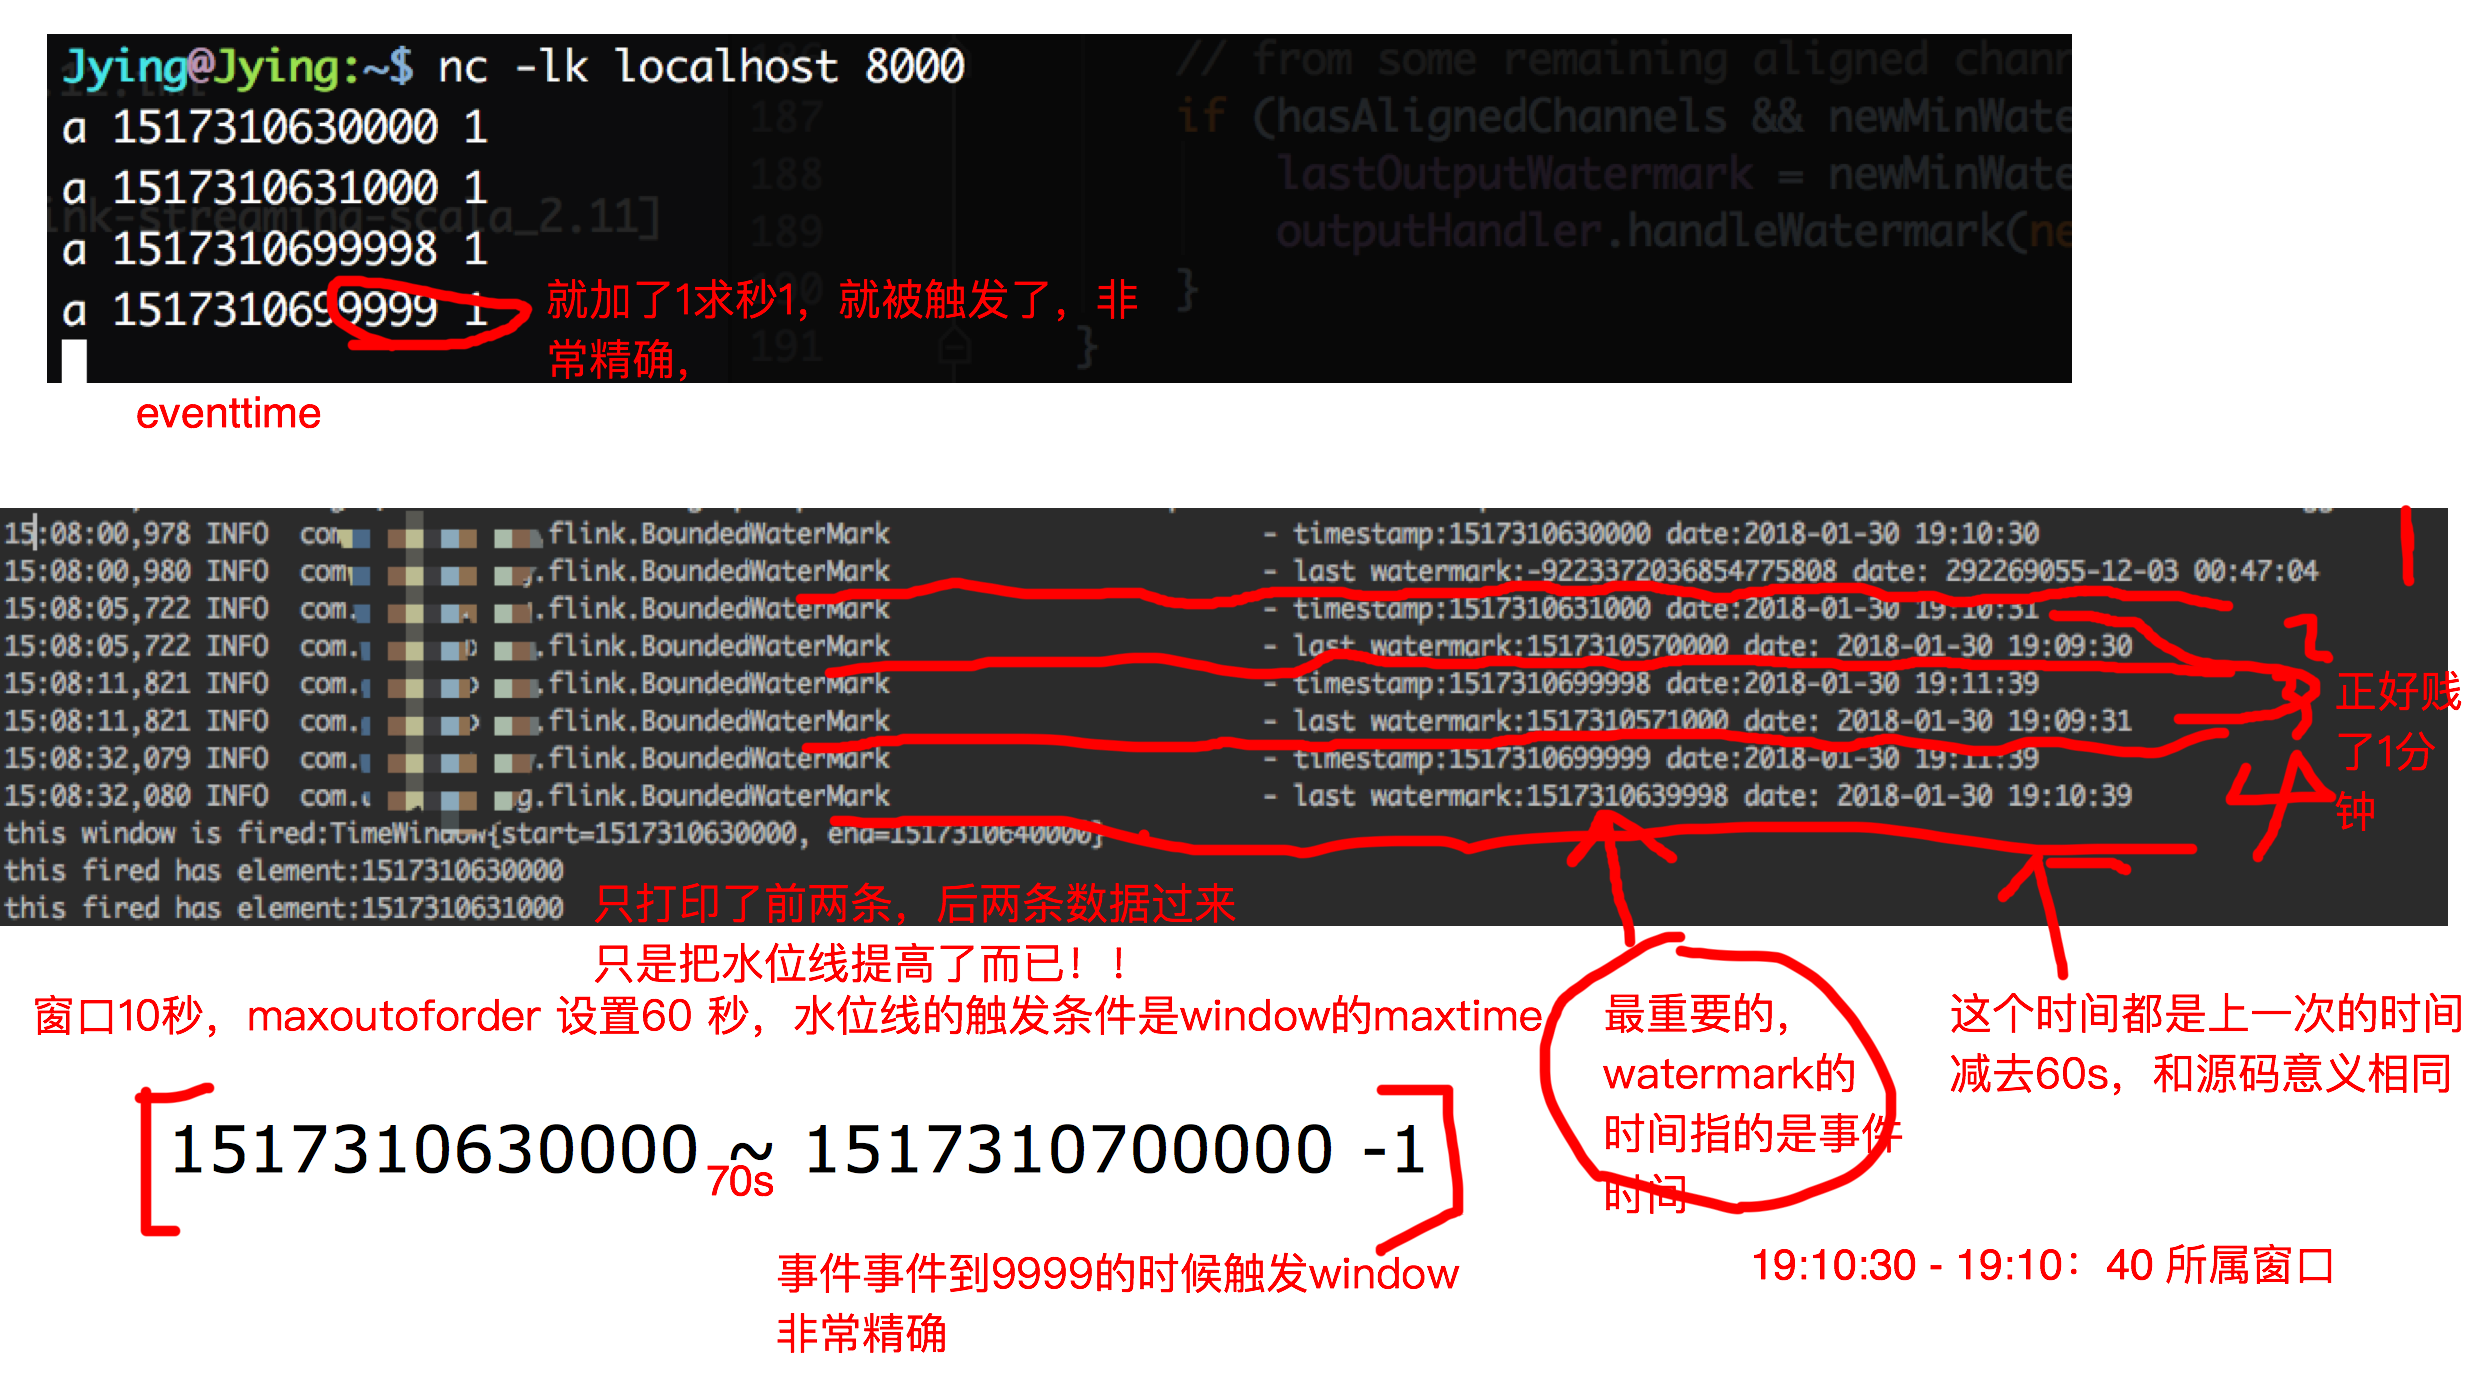 Jying@Jying:~$ nc -lk localhost 8000
a 1517310630000 1
a 1517310631000 1
a 1517310699998 1
a 1517310699999 1
// from some remaining aligned chann
187 if (hasAlignedChannels && newMinWate
188 lastOutputWatermark = newMinWate
189 outputHandler.handleWatermark(ne
190 }
191 }
ink-streaming-scala_2.11]
就加了1求秒1，就被触发了，非
常精确，
eventtime
15:08:00,978 INFO com .flink.BoundedWaterMark - timestamp:1517310630000 date:2018-01-30 19:10:30
15:08:00,980 INFO com g.flink.BoundedWaterMark - last watermark:-9223372036854775808 date: 292269055-12-03 00:47:04
15:08:05,722 INFO com. .flink.BoundedWaterMark - timestamp:1517310631000 date:2018-01-30 19:10:31
15:08:05,722 INFO com. .flink.BoundedWaterMark - last watermark:1517310570000 date: 2018-01-30 19:09:30
15:08:11,821 INFO com. .flink.BoundedWaterMark - timestamp:1517310699998 date:2018-01-30 19:11:39
15:08:11,821 INFO com. .flink.BoundedWaterMark - last watermark:1517310571000 date: 2018-01-30 19:09:31
15:08:32,079 INFO com. .flink.BoundedWaterMark - timestamp:1517310699999 date:2018-01-30 19:11:39
15:08:32,080 INFO com. g.flink.BoundedWaterMark - last watermark:1517310639998 date: 2018-01-30 19:10:39
this window is fired:TimeWindow{start=1517310630000, end=1517310640000}
this fired has element:1517310630000
this fired has element:1517310631000
1
2
3
4
正好贱
了1分
钟
只打印了前两条，后两条数据过来
只是把水位线提高了而已！！
窗口10秒，maxoutoforder 设置60 秒，水位线的触发条件是window的maxtime
最重要的，
watermark的
时间指的是事件
时间
这个时间都是上一次的时间
减去60s，和源码意义相同
1517310630000 ~ 1517310700000 -1
70s
事件事件到9999的时候触发window
非常精确
19:10:30 - 19:10：40 所属窗口